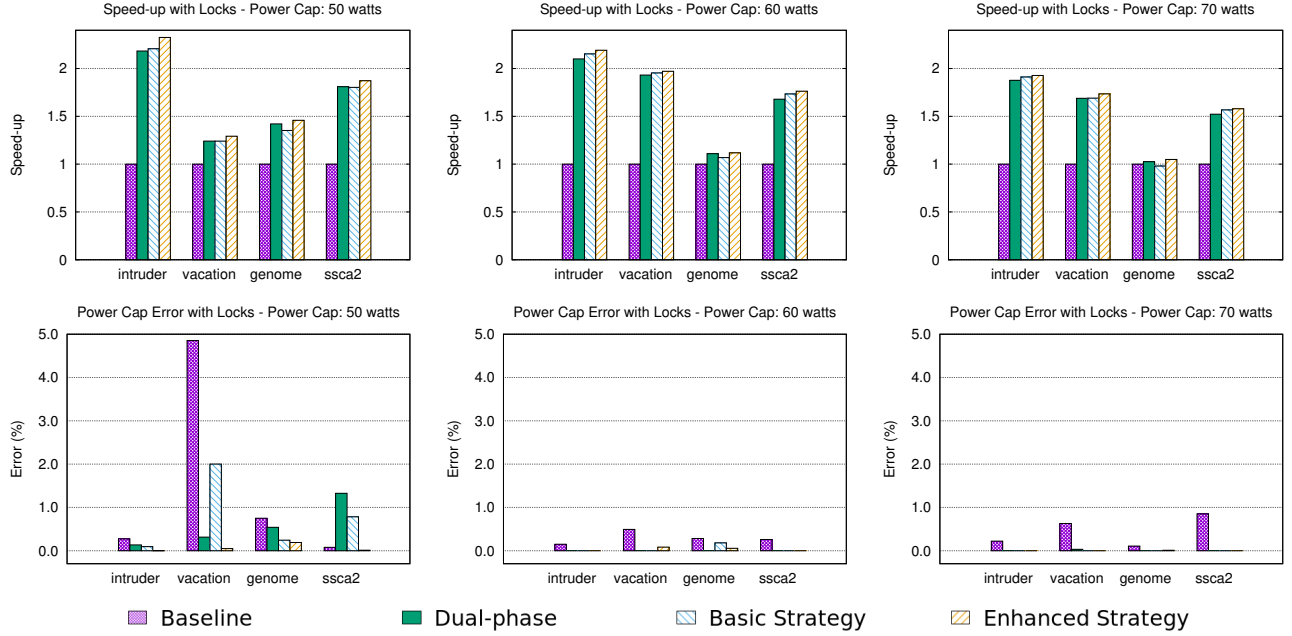 Speed-up with Locks - Power Cap: 50 watts
Speed-up
2
1.5
1
0.5
0
intruder vacation genome ssca2
Speed-up with Locks - Power Cap: 60 watts
Speed-up
2
1.5
1
0.5
0
intruder vacation genome ssca2
Speed-up with Locks - Power Cap: 70 watts
Speed-up
2
1.5
1
0.5
0
intruder vacation genome ssca2
Power Cap Error with Locks - Power Cap: 50 watts
Error (%)
5.0
4.0
3.0
2.0
1.0
0.0
intruder vacation genome ssca2
Power Cap Error with Locks - Power Cap: 60 watts
Error (%)
5.0
4.0
3.0
2.0
1.0
0.0
intruder vacation genome ssca2
Power Cap Error with Locks - Power Cap: 70 watts
Error (%)
5.0
4.0
3.0
2.0
1.0
0.0
intruder vacation genome ssca2
Baseline Dual-phase Basic Strategy Enhanced Strategy